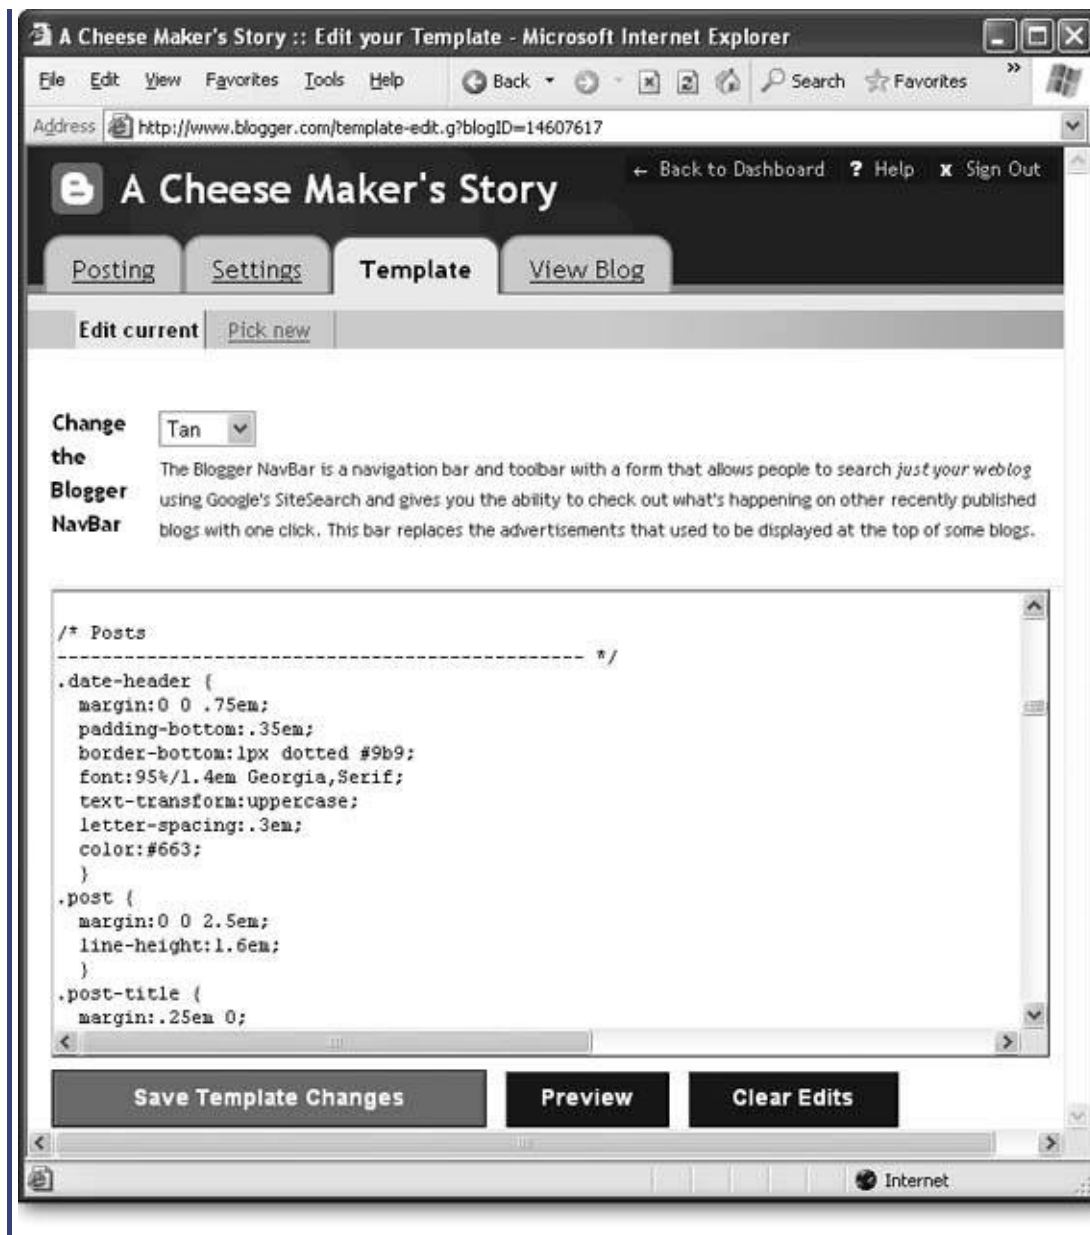 A Cheese Maker's Story :: Edit your Template - Microsoft Internet Explorer
File Edit View Favorites Tools Help Back Search Favorites »
Address http://www.blogger.com/template-edit.g?blogID=14607617
← Back to Dashboard ? Help x Sign Out
A Cheese Maker's Story
Posting Settings Template View Blog
Edit current Pick new
Change the Blogger NavBar
Tan
The Blogger NavBar is a navigation bar and toolbar with a form that allows people to search just your weblog
using Google's SiteSearch and gives you the ability to check out what's happening on other recently published
blogs with one click. This bar replaces the advertisements that used to be displayed at the top of some blogs.
/* Posts
----------------------------------------------- */
.date-header {
  margin:0 0 .75em;
  padding-bottom:.35em;
  border-bottom:1px dotted #9b9;
  font:95%/1.4em Georgia,Serif;
  text-transform:uppercase;
  letter-spacing:.3em;
  color:#663;
  }
.post {
  margin:0 0 2.5em;
  line-height:1.6em;
  }
.post-title {
  margin:.25em 0;
Save Template Changes Preview Clear Edits
Internet